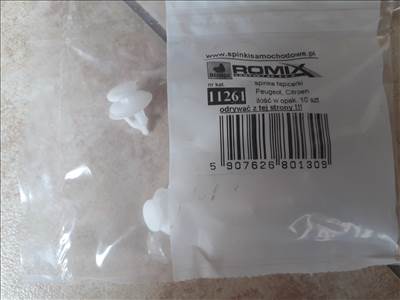 www.spinkisamochodowe.pl
ROMIX
nr kat.
11261
spinka tapicerki
Peugeot, Citroen
ilość w opak. 10 szt.
odrywać z tej strony !!!
5 907626 801309